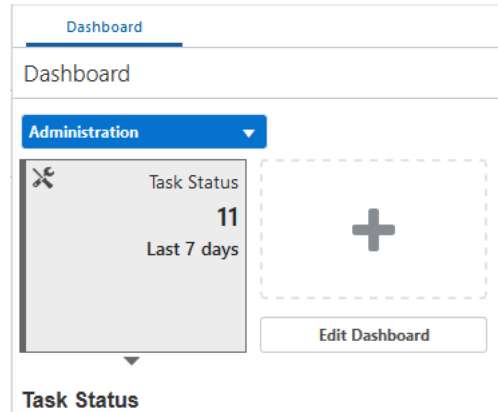 Dashboard
Dashboard
Administration
Task Status
11
Last 7 days
Edit Dashboard
Task Status